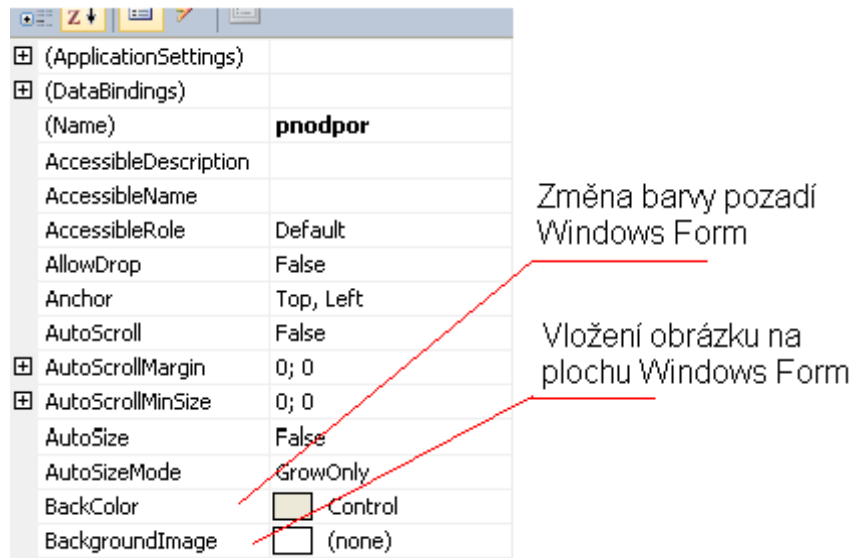 (ApplicationSettings)
(DataBindings)
(Name) pnodpor
AccessibleDescription
AccessibleName
AccessibleRole Default
AllowDrop False
Anchor Top, Left
AutoScroll False
AutoScrollMargin 0; 0
AutoScrollMinSize 0; 0
AutoSize False
AutoSizeMode GrowOnly
BackColor Control
BackgroundImage (none)
Změna barvy pozadí
Windows Form
Vložení obrázku na
plochu Windows Form